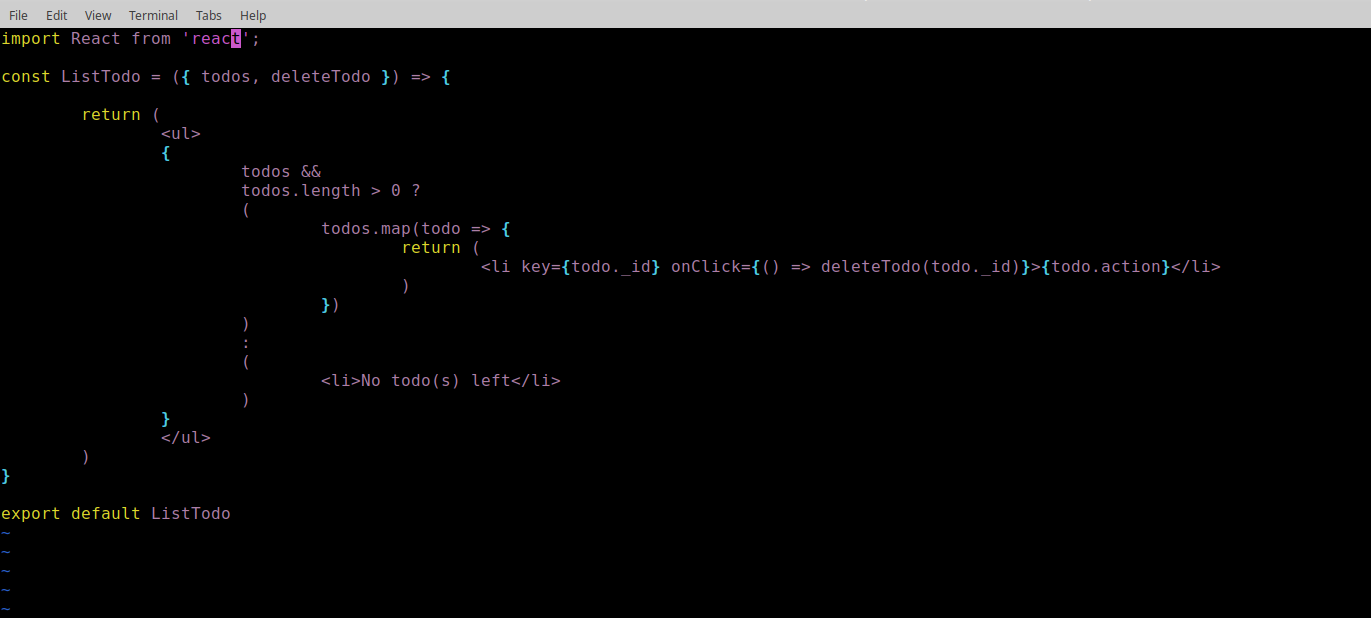 File Edit View Terminal Tabs Help
import React from 'react';
const ListTodo = ({ todos, deleteTodo }) => {
return (
<ul>
{
todos &&
todos.length > 0 ?
(
todos.map(todo => {
return (
<li key={todo._id} onClick={() => deleteTodo(todo._id)}>{todo.action}</li>
)
})
)
:
(
<li>No todo(s) left</li>
)
}
</ul>
)
}
export default ListTodo
~
~
~
~
~